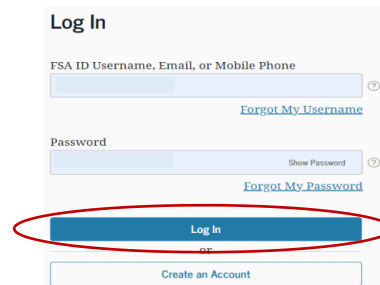 Log In
FSA ID Username, Email, or Mobile Phone
?
Forgot My Username
Password
Show Password
?
Forgot My Password
Log In
or
Create an Account